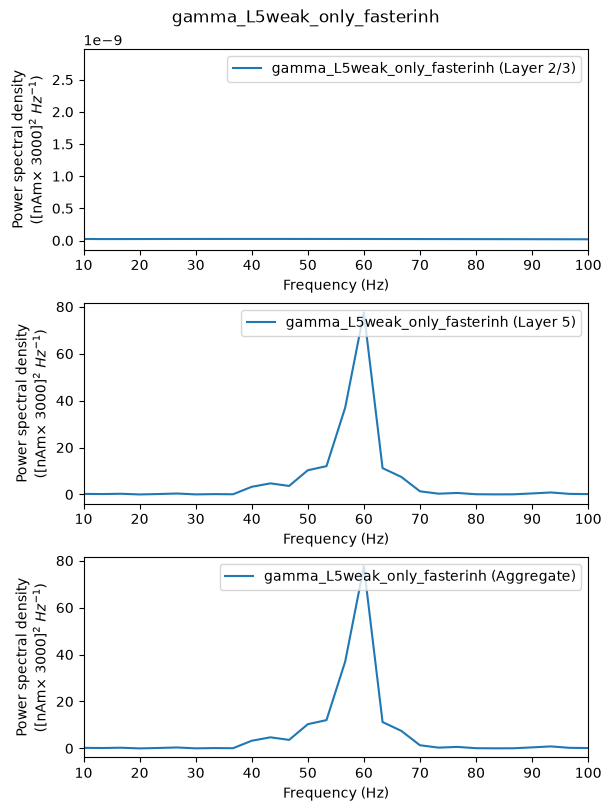 gamma_L5weak_only_fasterinh
1e−9
gamma_L5weak_only_fasterinh (Layer 2/3)
Power spectral density
([nAm× 3000]² Hz⁻¹)
2.5
2.0
1.5
1.0
0.5
0.0
10 20 30 40 50 60 70 80 90 100
Frequency (Hz)
gamma_L5weak_only_fasterinh (Layer 5)
Power spectral density
([nAm× 3000]² Hz⁻¹)
80
60
40
20
0
10 20 30 40 50 60 70 80 90 100
Frequency (Hz)
gamma_L5weak_only_fasterinh (Aggregate)
Power spectral density
([nAm× 3000]² Hz⁻¹)
80
60
40
20
0
10 20 30 40 50 60 70 80 90 100
Frequency (Hz)